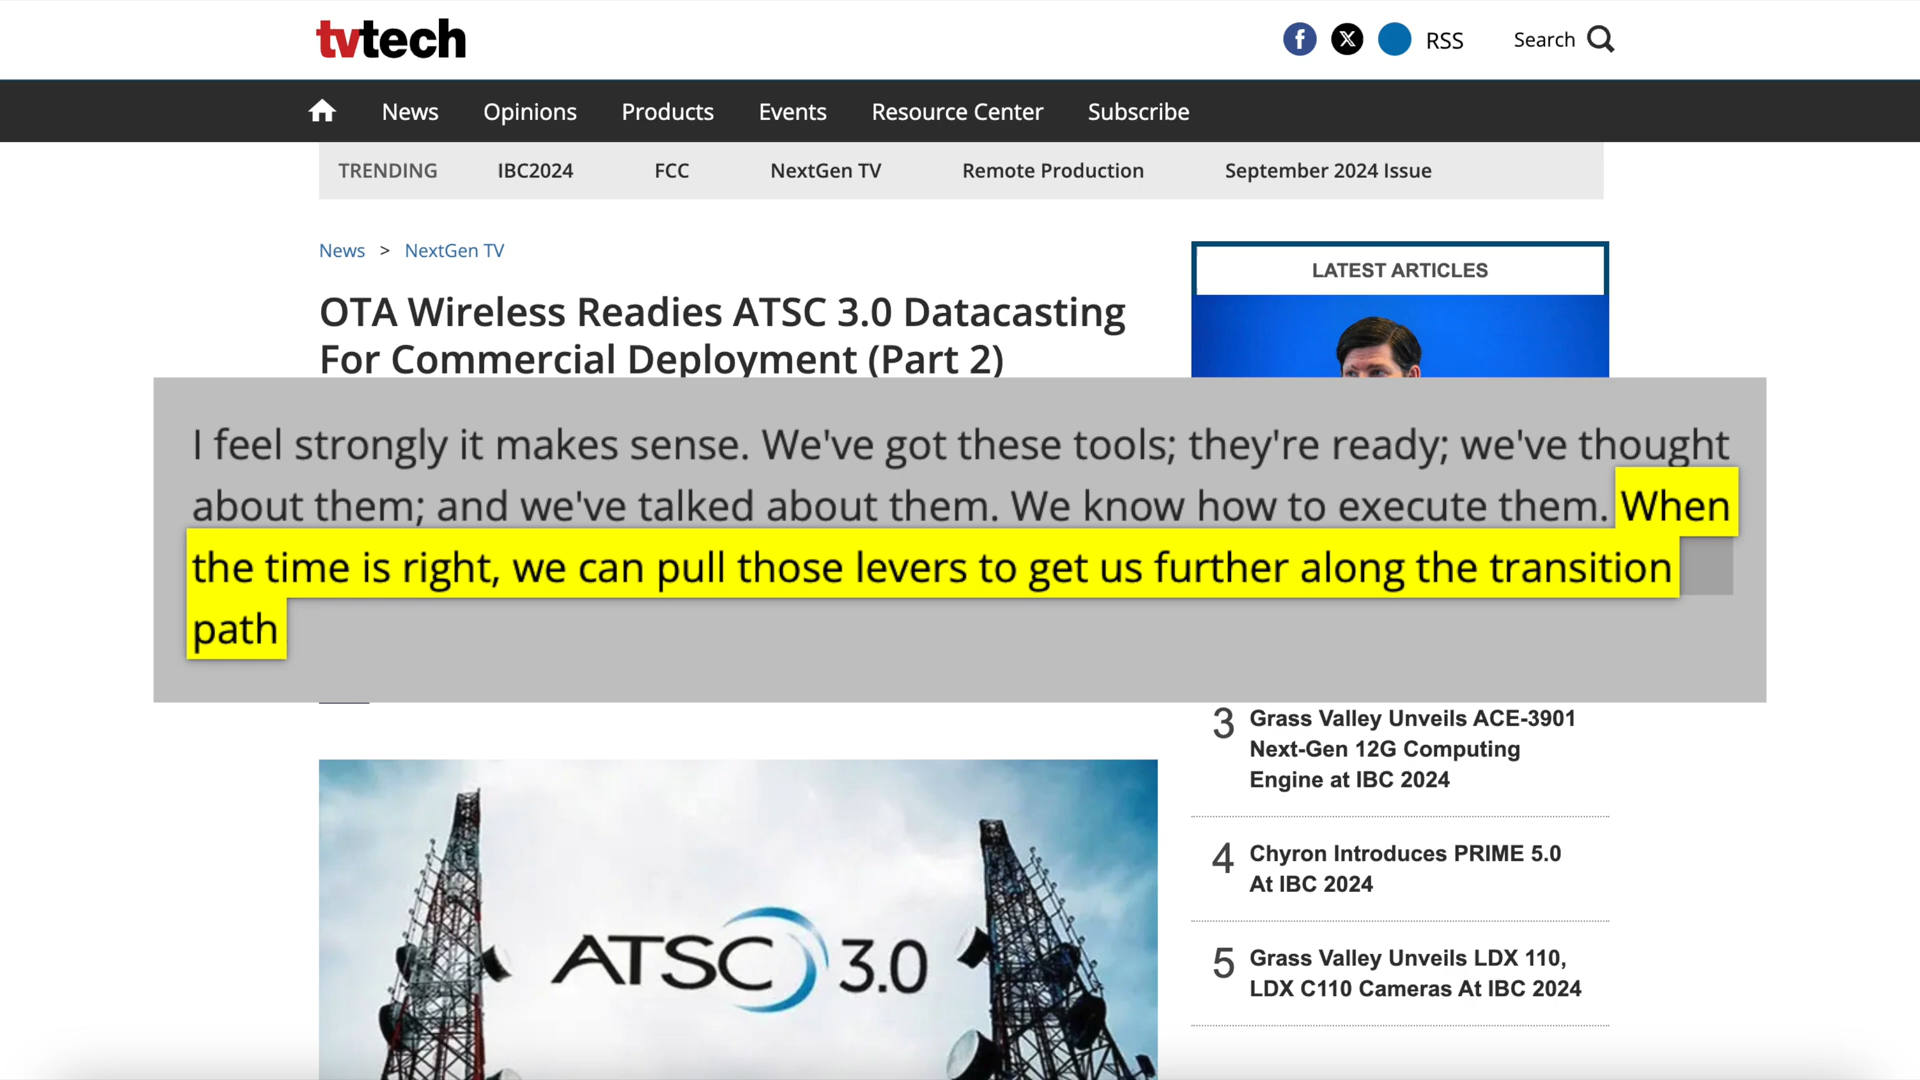 tvtech
f X RSS Search
News Opinions Products Events Resource Center Subscribe
TRENDING IBC2024 FCC NextGen TV Remote Production September 2024 Issue
News > NextGen TV
OTA Wireless Readies ATSC 3.0 Datacasting
For Commercial Deployment (Part 2)
LATEST ARTICLES
I feel strongly it makes sense. We've got these tools; they're ready; we've thought
about them; and we've talked about them. We know how to execute them. When
the time is right, we can pull those levers to get us further along the transition
path
ATSC 3.0
3 Grass Valley Unveils ACE-3901
Next-Gen 12G Computing
Engine at IBC 2024
4 Chyron Introduces PRIME 5.0
At IBC 2024
5 Grass Valley Unveils LDX 110,
LDX C110 Cameras At IBC 2024